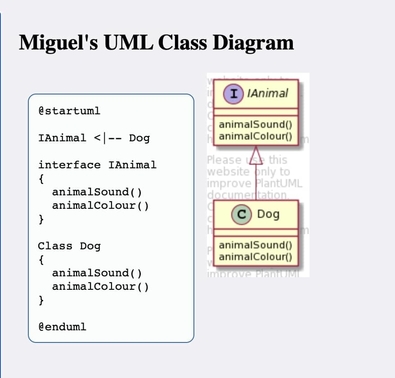 Miguel's UML Class Diagram
@startuml
IAnimal <|-- Dog
interface IAnimal
{
animalSound()
animalColour()
}
Class Dog
{
animalSound()
animalColour()
}
@enduml
I IAnimal
animalSound()
animalColour()
Please use this
website only to
improve PlantUML
documentation.
C Dog
animalSound()
animalColour()
improve PlantUML